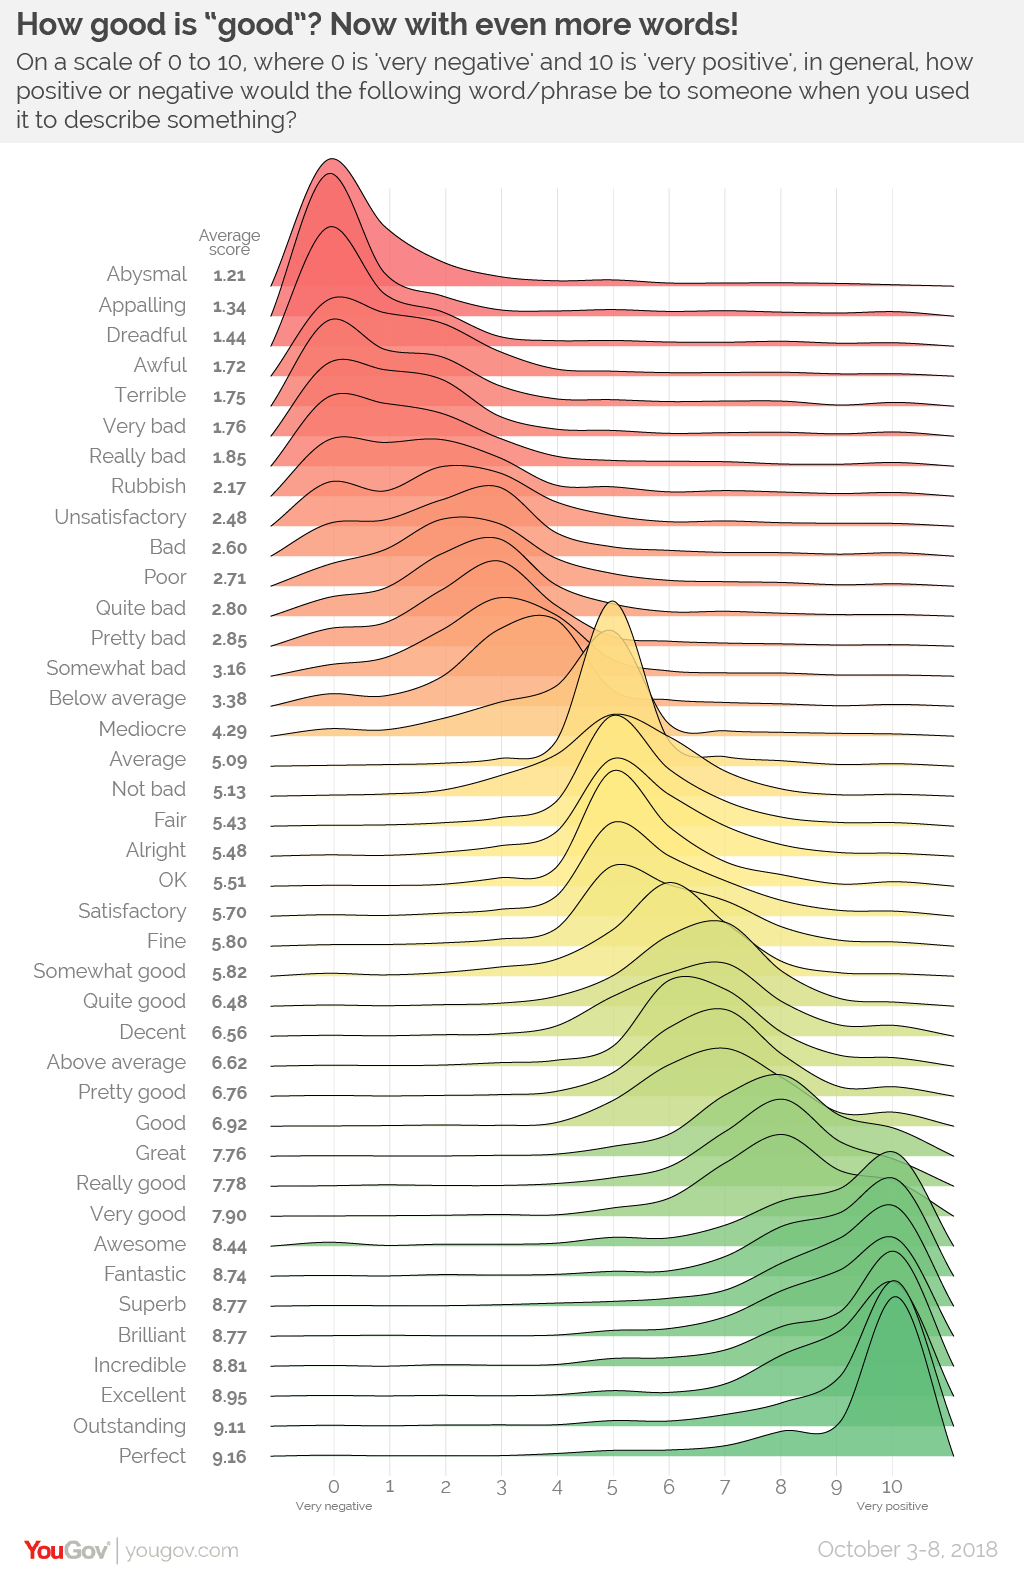 How good is “good”? Now with even more words!
On a scale of 0 to 10, where 0 is 'very negative' and 10 is 'very positive', in general, how
positive or negative would the following word/phrase be to someone when you used
it to describe something?
Average
score
Abysmal 1.21
Appalling 1.34
Dreadful 1.44
Awful 1.72
Terrible 1.75
Very bad 1.76
Really bad 1.85
Rubbish 2.17
Unsatisfactory 2.48
Bad 2.60
Poor 2.71
Quite bad 2.80
Pretty bad 2.85
Somewhat bad 3.16
Below average 3.38
Mediocre 4.29
Average 5.09
Not bad 5.13
Fair 5.43
Alright 5.48
OK 5.51
Satisfactory 5.70
Fine 5.80
Somewhat good 5.82
Quite good 6.48
Decent 6.56
Above average 6.62
Pretty good 6.76
Good 6.92
Great 7.76
Really good 7.78
Very good 7.90
Awesome 8.44
Fantastic 8.74
Superb 8.77
Brilliant 8.77
Incredible 8.81
Excellent 8.95
Outstanding 9.11
Perfect 9.16
0 1 2 3 4 5 6 7 8 9 10
Very negative Very positive
YouGov yougov.com October 3-8, 2018